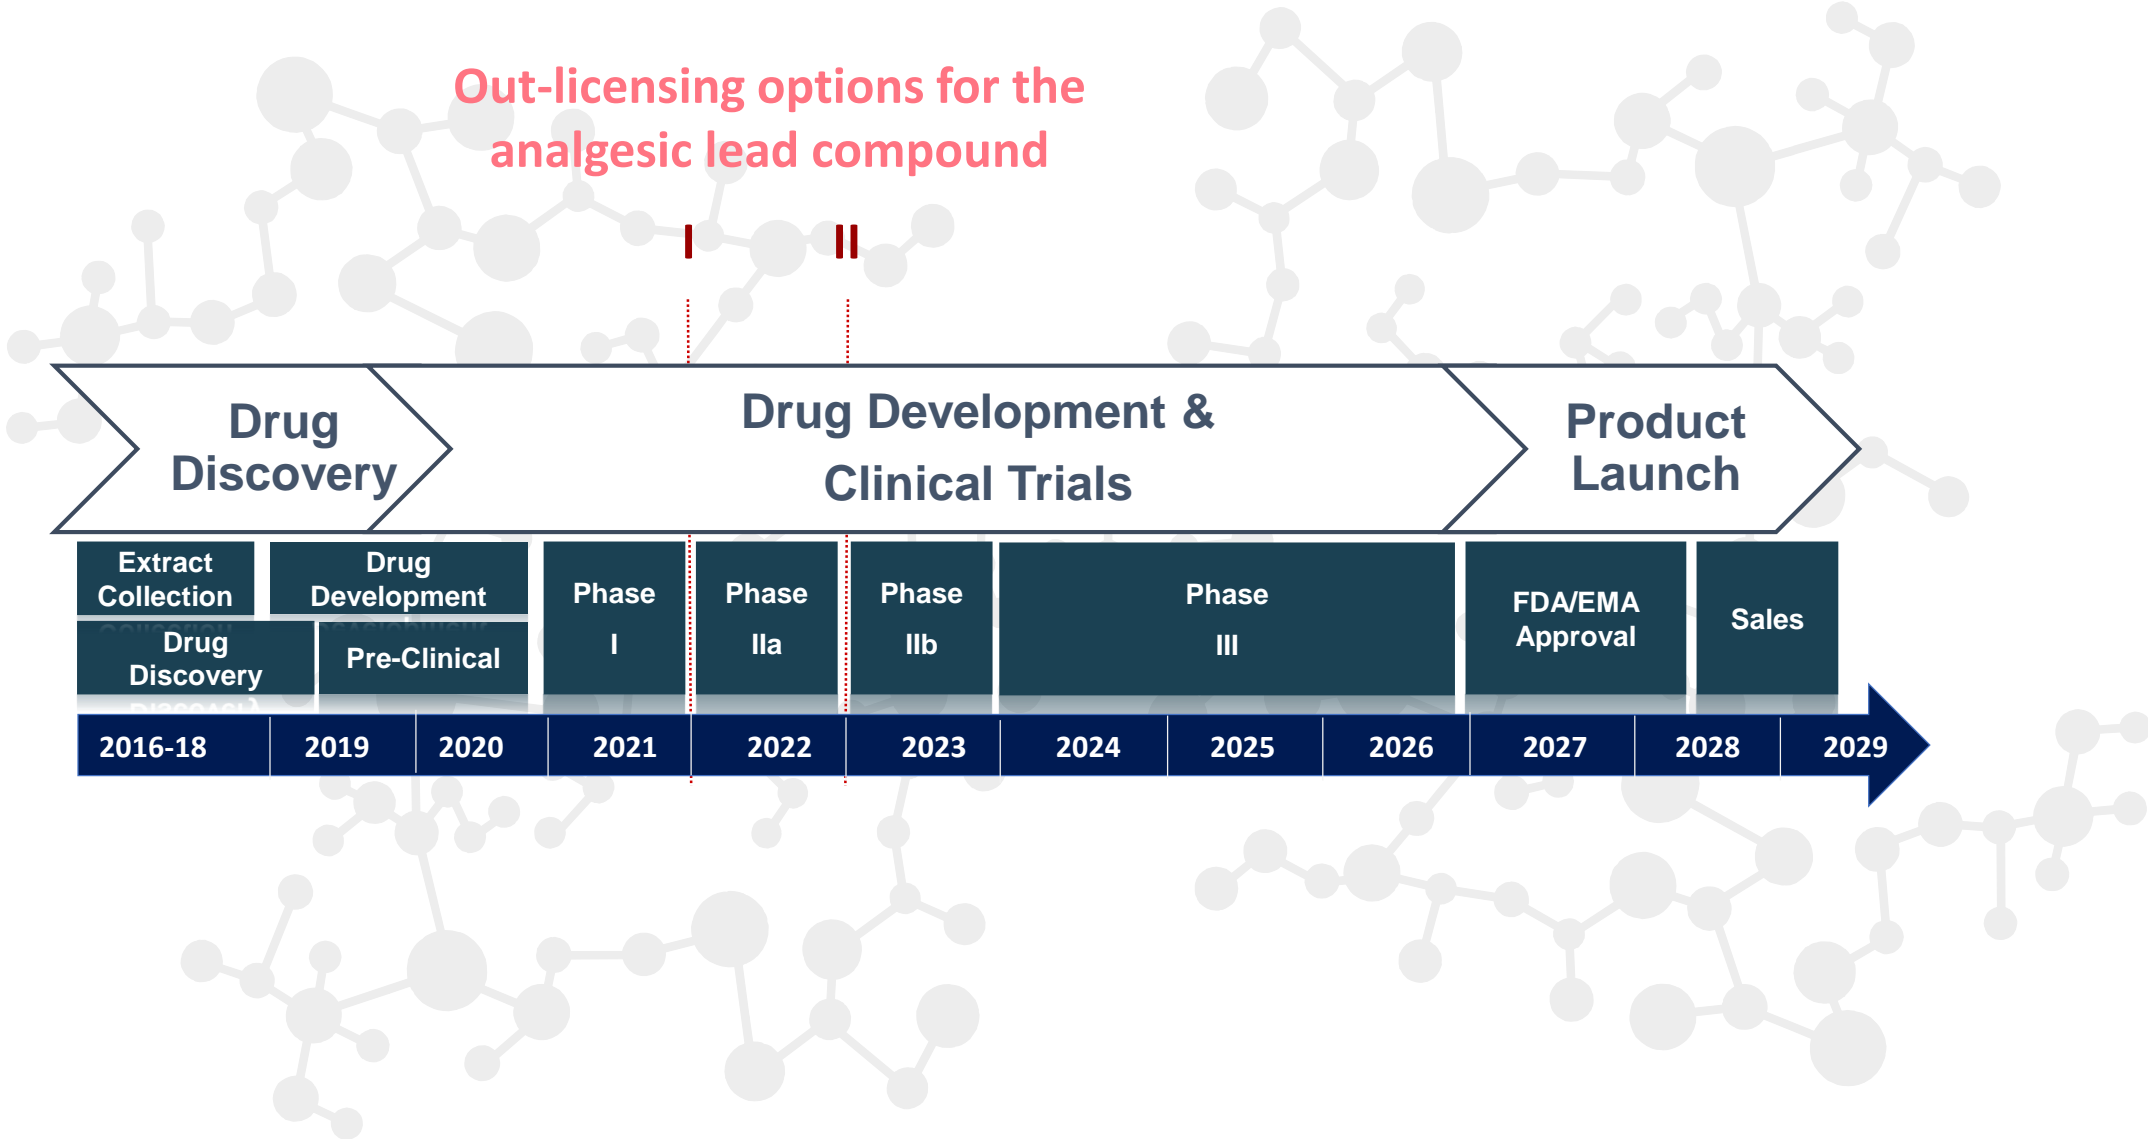 Out-licensing options for the
analgesic lead compound
I
II
Drug
Discovery
Drug Development &
Clinical Trials
Product
Launch
Extract
Collection
Drug
Development
Drug
Discovery
Pre-Clinical
Phase
I
Phase
IIa
Phase
IIb
Phase
III
FDA/EMA
Approval
Sales
2016-18
2019
2020
2021
2022
2023
2024
2025
2026
2027
2028
2029